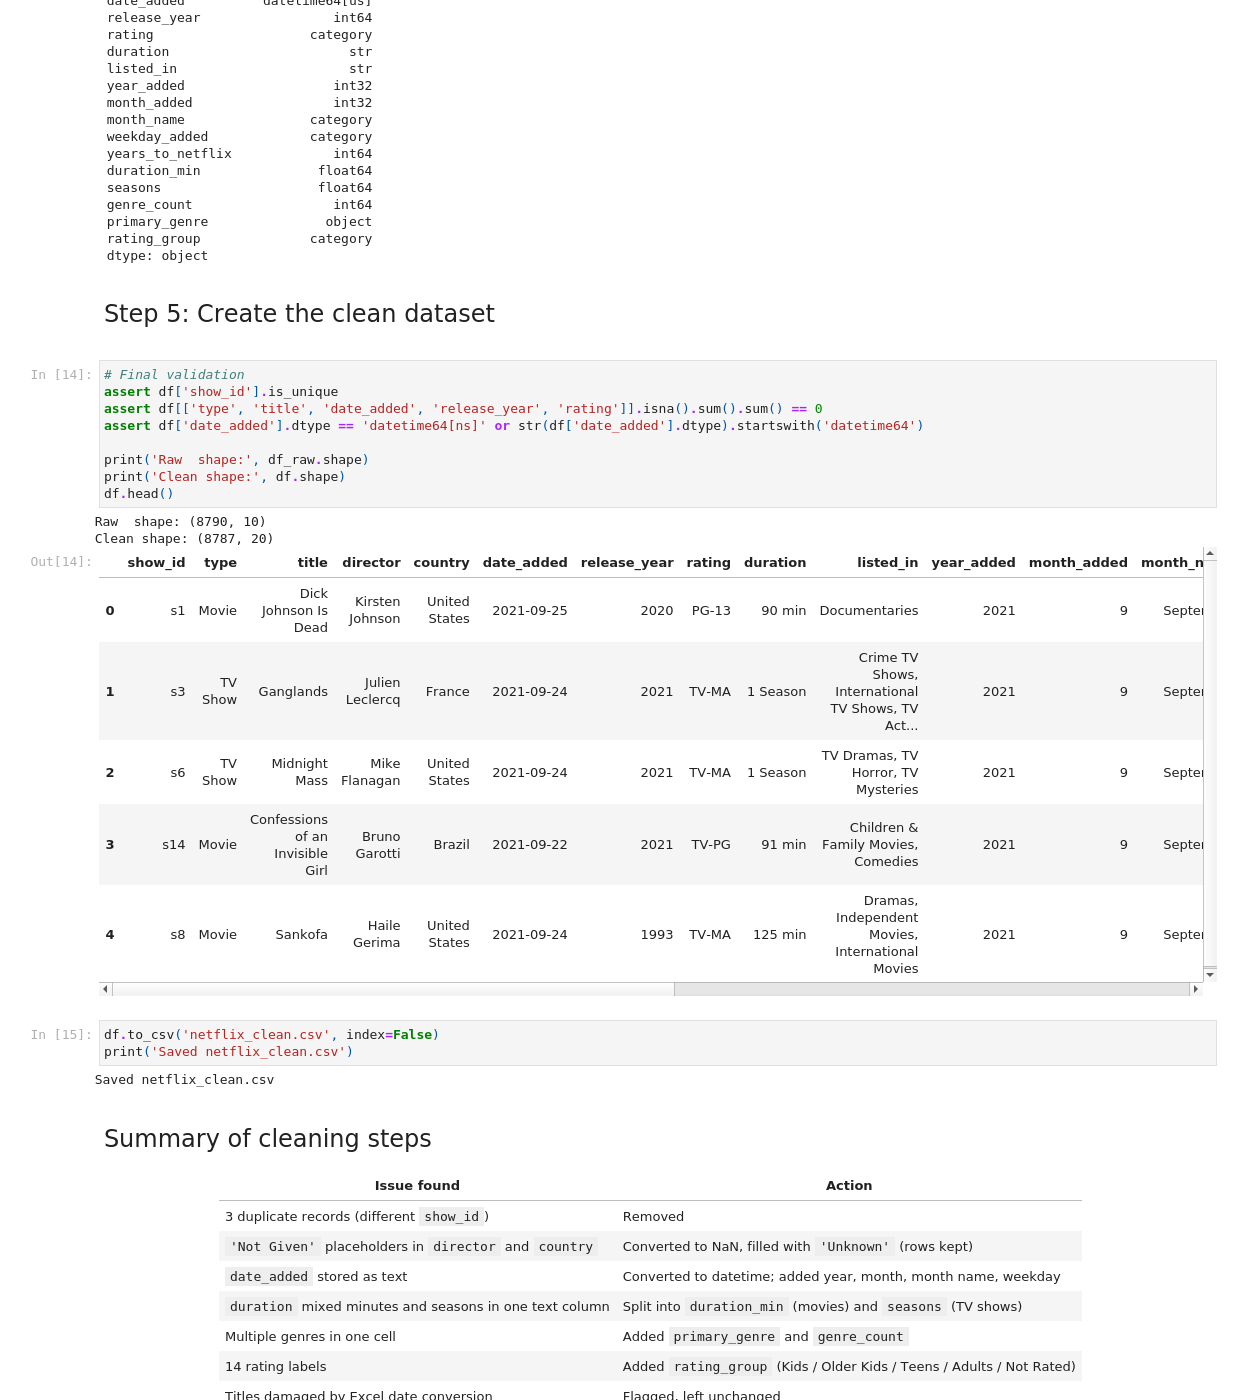 date_added datetime64[us]
release_year int64
rating category
duration str
listed_in str
year_added int32
month_added int32
month_name category
weekday_added category
years_to_netflix int64
duration_min float64
seasons float64
genre_count int64
primary_genre object
rating_group category
dtype: object
Step 5: Create the clean dataset
In [14]:
# Final validation
assert df['show_id'].is_unique
assert df[['type', 'title', 'date_added', 'release_year', 'rating']].isna().sum().sum() == 0
assert df['date_added'].dtype == 'datetime64[ns]' or str(df['date_added'].dtype).startswith('datetime64')
print('Raw  shape:', df_raw.shape)
print('Clean shape:', df.shape)
df.head()
Raw  shape: (8790, 10)
Clean shape: (8787, 20)
Out[14]:
show_id type title director country date_added release_year rating duration listed_in year_added month_added month_n
0 s1 Movie Dick Johnson Is Dead Kirsten Johnson United States 2021-09-25 2020 PG-13 90 min Documentaries 2021 9 Septer
1 s3 TV Show Ganglands Julien Leclercq France 2021-09-24 2021 TV-MA 1 Season Crime TV Shows, International TV Shows, TV Act... 2021 9 Septer
2 s6 TV Show Midnight Mass Mike Flanagan United States 2021-09-24 2021 TV-MA 1 Season TV Dramas, TV Horror, TV Mysteries 2021 9 Septer
3 s14 Movie Confessions of an Invisible Girl Bruno Garotti Brazil 2021-09-22 2021 TV-PG 91 min Children & Family Movies, Comedies 2021 9 Septer
4 s8 Movie Sankofa Haile Gerima United States 2021-09-24 1993 TV-MA 125 min Dramas, Independent Movies, International Movies 2021 9 Septer
In [15]:
df.to_csv('netflix_clean.csv', index=False)
print('Saved netflix_clean.csv')
Saved netflix_clean.csv
Summary of cleaning steps
Issue found Action
3 duplicate records (different show_id) Removed
'Not Given' placeholders in director and country Converted to NaN, filled with 'Unknown' (rows kept)
date_added stored as text Converted to datetime; added year, month, month name, weekday
duration mixed minutes and seasons in one text column Split into duration_min (movies) and seasons (TV shows)
Multiple genres in one cell Added primary_genre and genre_count
14 rating labels Added rating_group (Kids / Older Kids / Teens / Adults / Not Rated)
Titles damaged by Excel date conversion Flagged, left unchanged